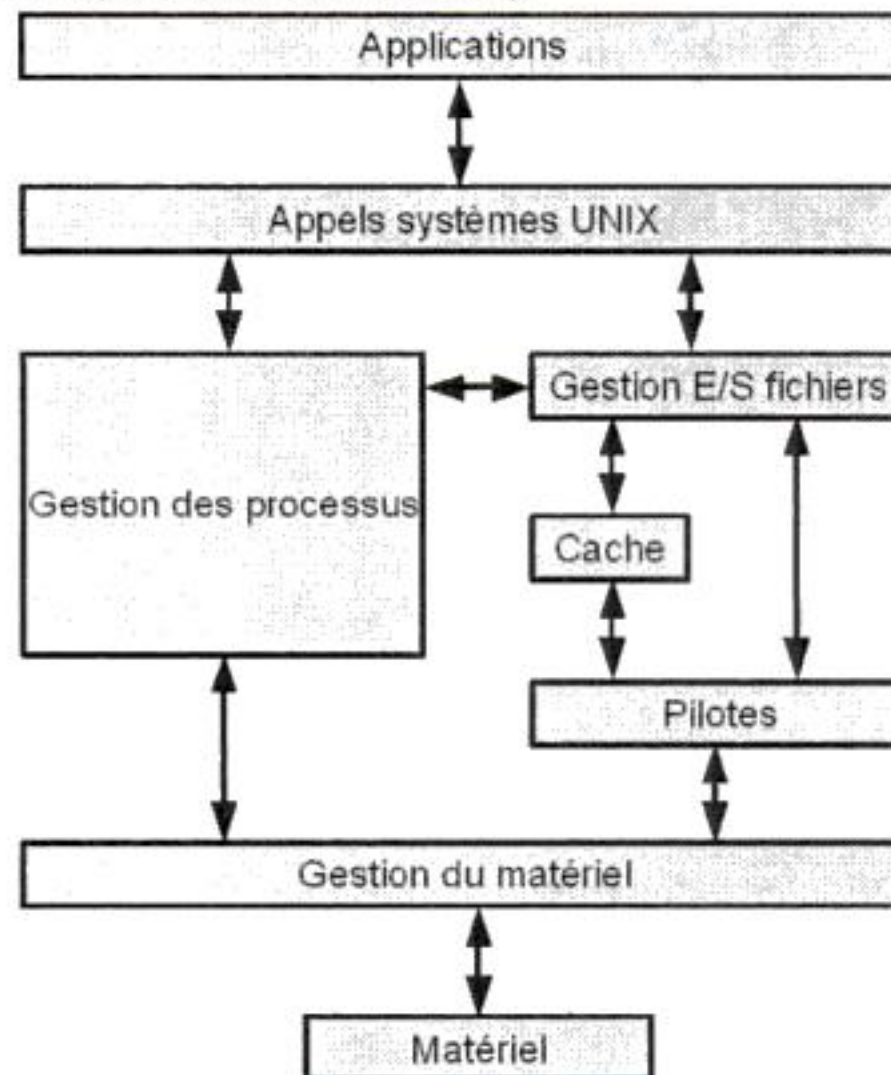 Applications
Appels systèmes UNIX
Gestion des processus
Gestion E/S fichiers
Cache
Pilotes
Gestion du matériel
Matériel